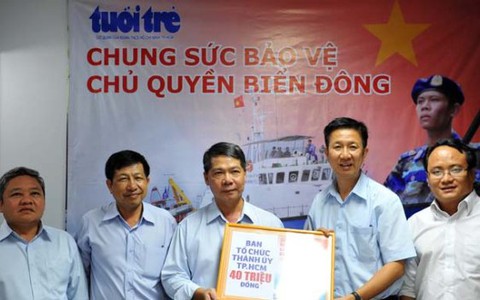 tuổi trẻ
CHUNG SỨC BẢO VỆ
CHỦ QUYỀN BIỂN ĐÔNG
BAN
TỔ CHỨC
THÀNH ỦY
TP.HCM
40 TRIỆU
ĐỒNG